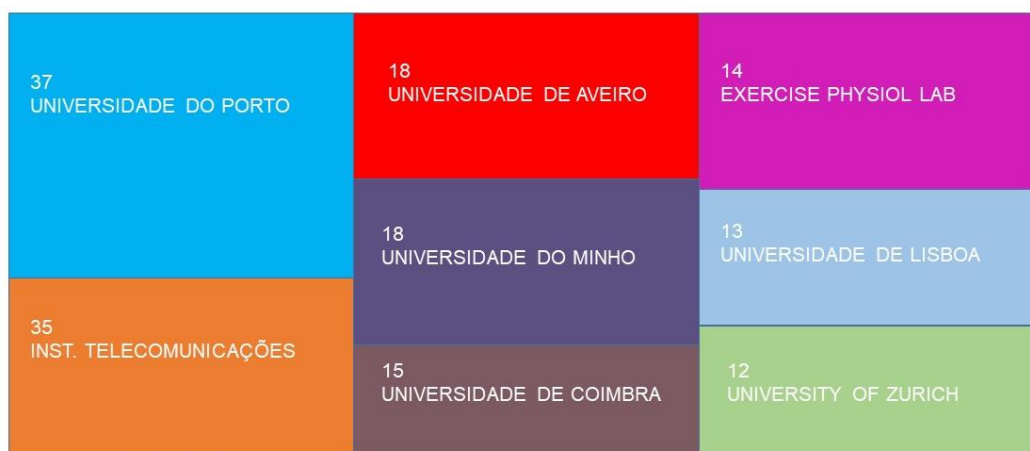 37
UNIVERSIDADE DO PORTO
35
INST. TELECOMUNICAÇÕES
18
UNIVERSIDADE DE AVEIRO
18
UNIVERSIDADE DO MINHO
15
UNIVERSIDADE DE COIMBRA
14
EXERCISE PHYSIOL LAB
13
UNIVERSIDADE DE LISBOA
12
UNIVERSITY OF ZURICH